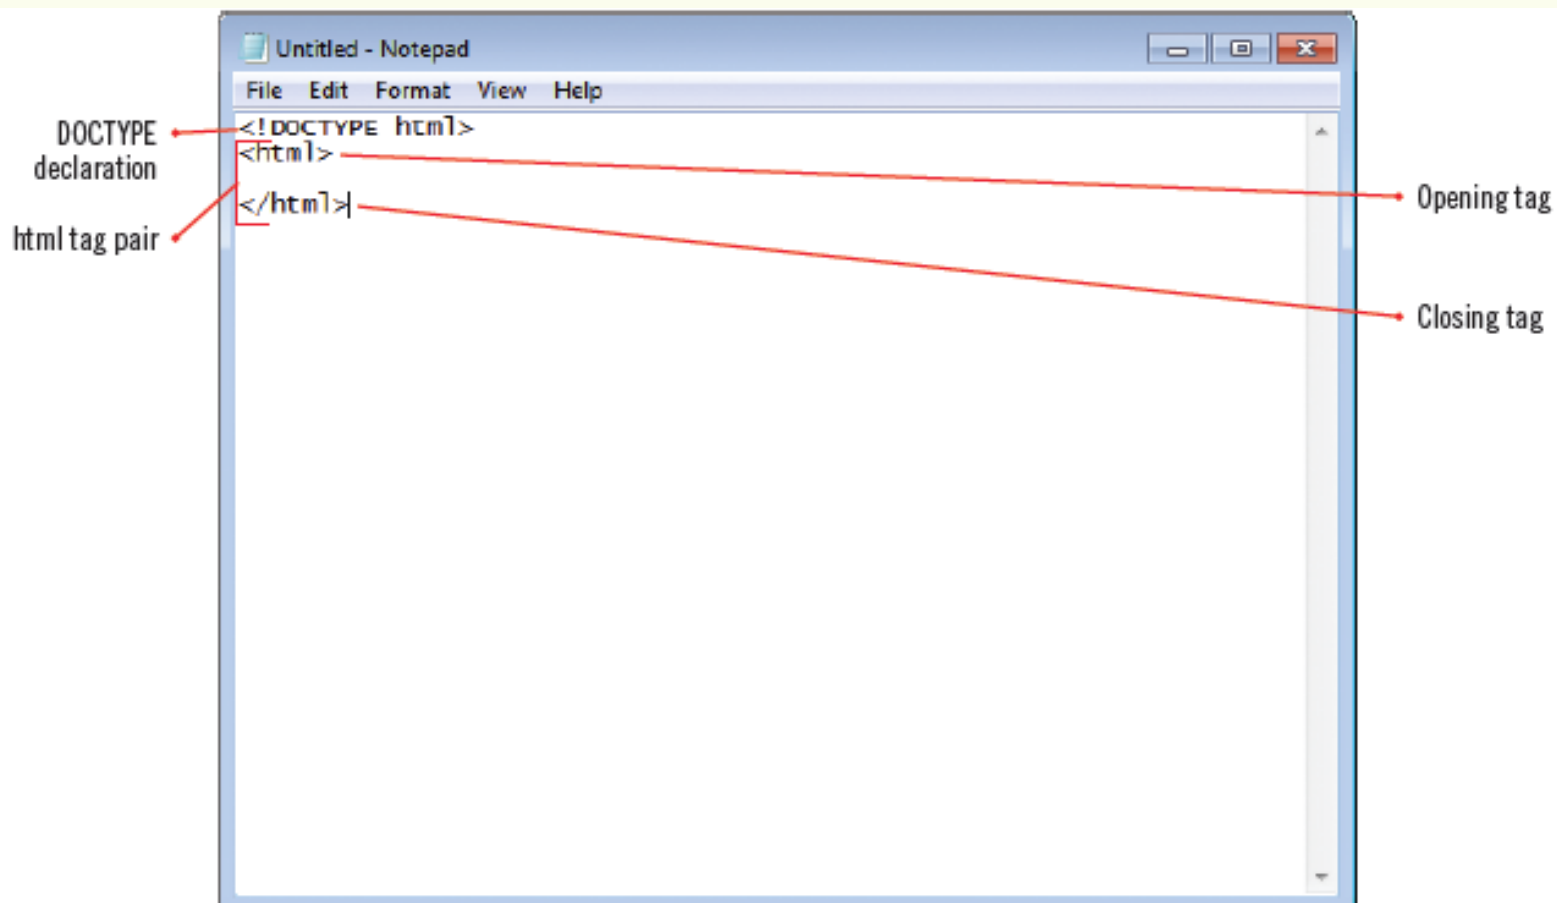 Untitled - Notepad
File Edit Format View Help
<!DOCTYPE html>
<html>
</html>
DOCTYPE
declaration
html tag pair
Opening tag
Closing tag